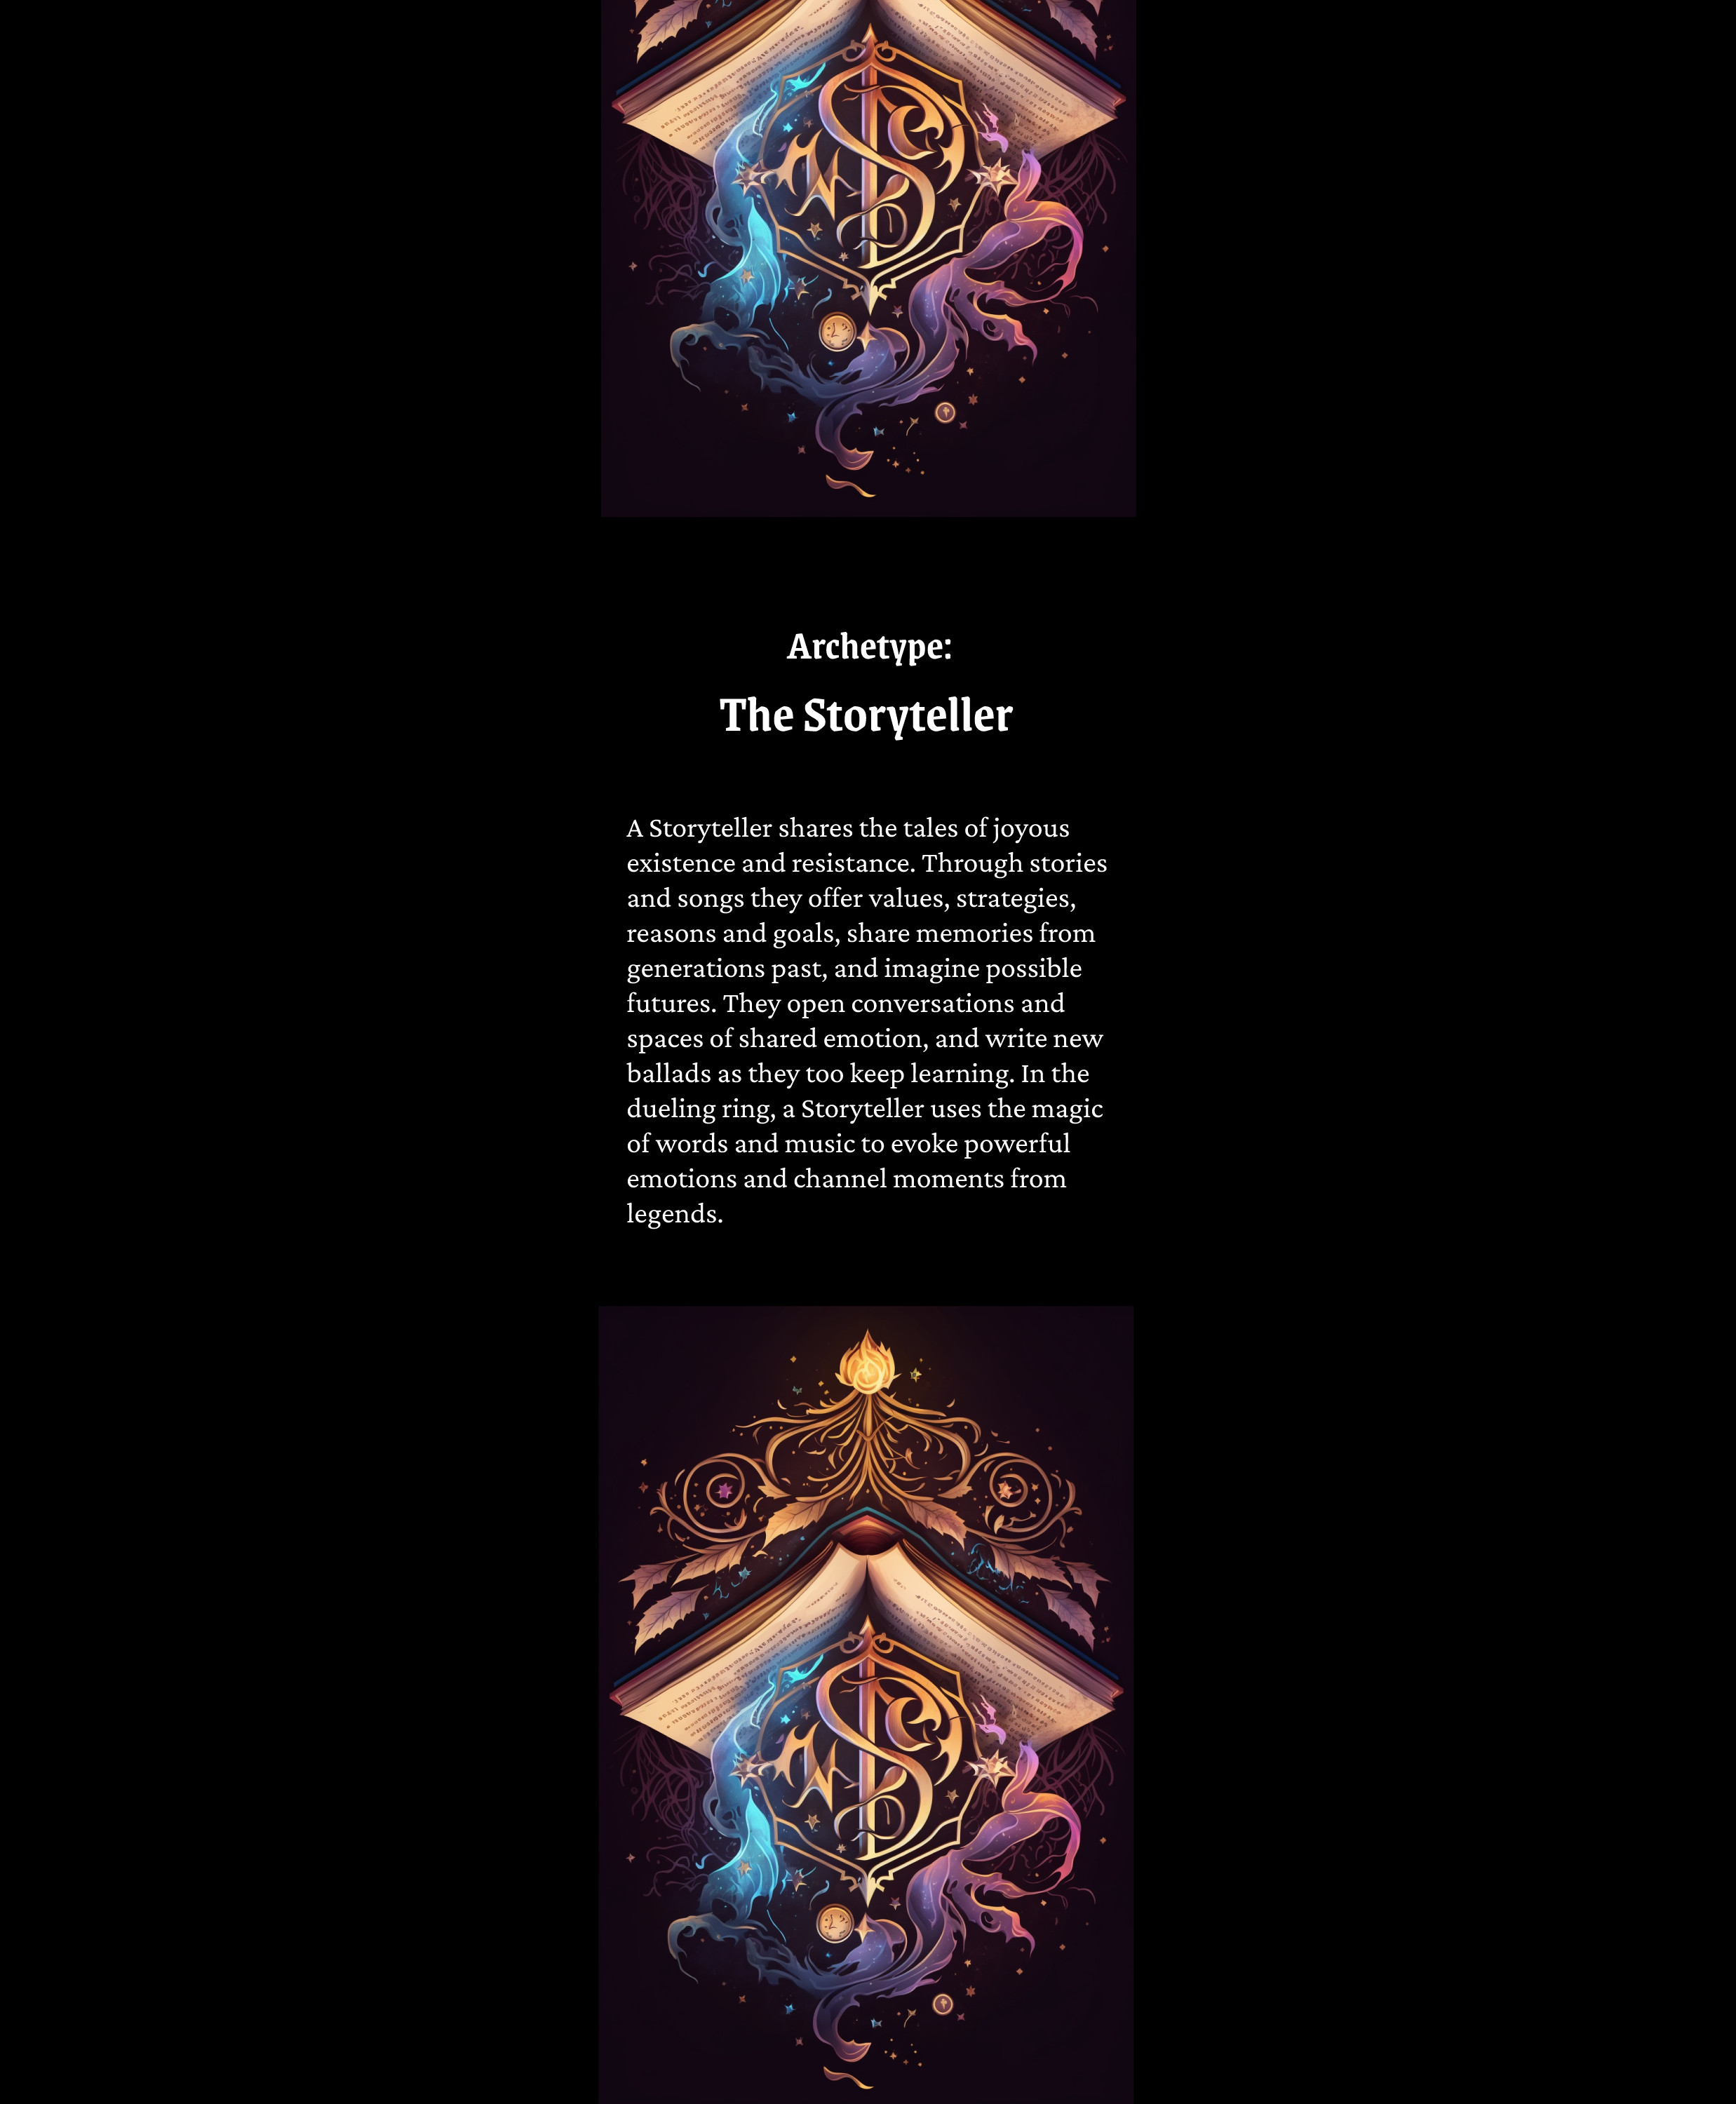 Archetype:
The Storyteller
A Storyteller shares the tales of joyous
existence and resistance. Through stories
and songs they offer values, strategies,
reasons and goals, share memories from
generations past, and imagine possible
futures. They open conversations and
spaces of shared emotion, and write new
ballads as they too keep learning. In the
dueling ring, a Storyteller uses the magic
of words and music to evoke powerful
emotions and channel moments from
legends.